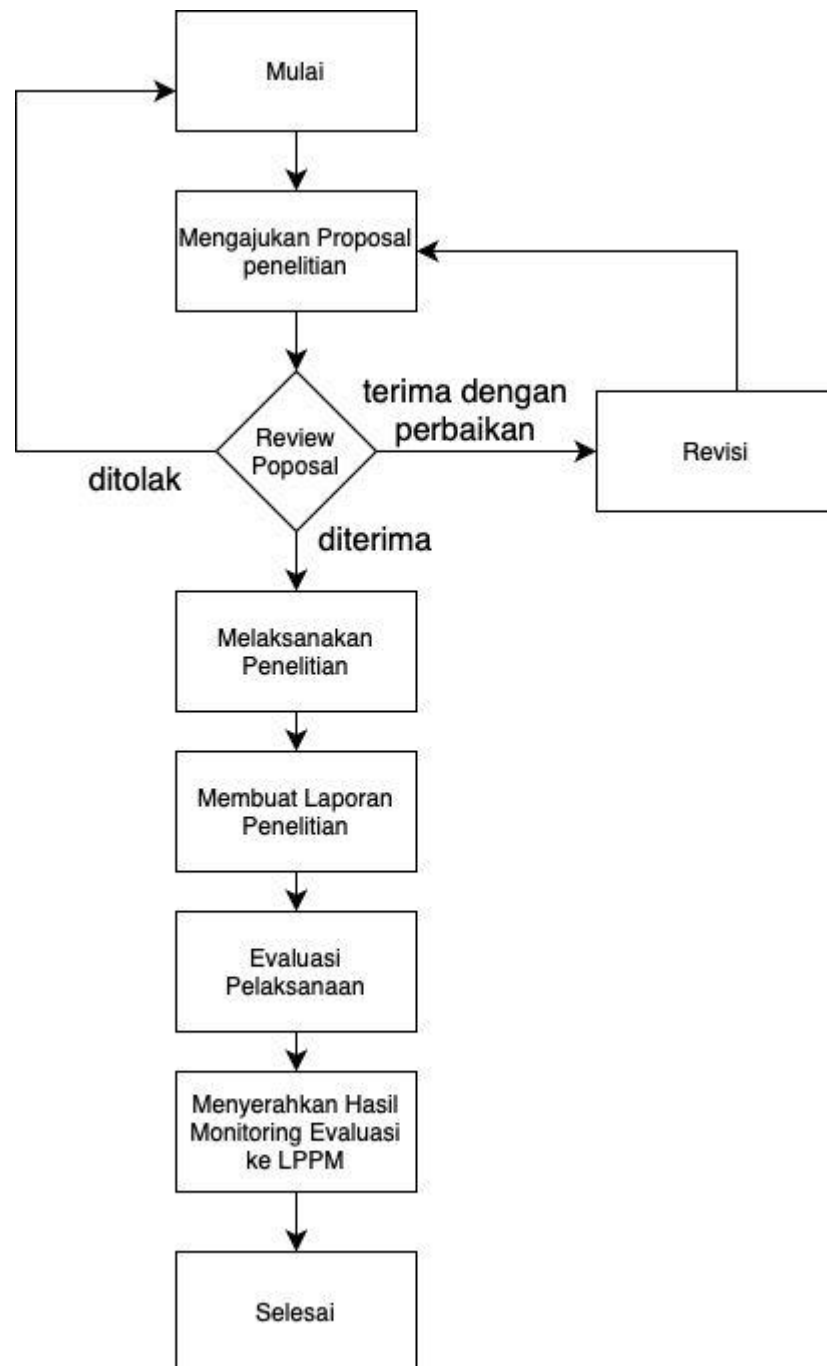 Mulai
Mengajukan Proposal
penelitian
terima dengan
perbaikan
Review
Poposal
Revisi
ditolak
diterima
Melaksanakan
Penelitian
Membuat Laporan
Penelitian
Evaluasi
Pelaksanaan
Menyerahkan Hasil
Monitoring Evaluasi
ke LPPM
Selesai